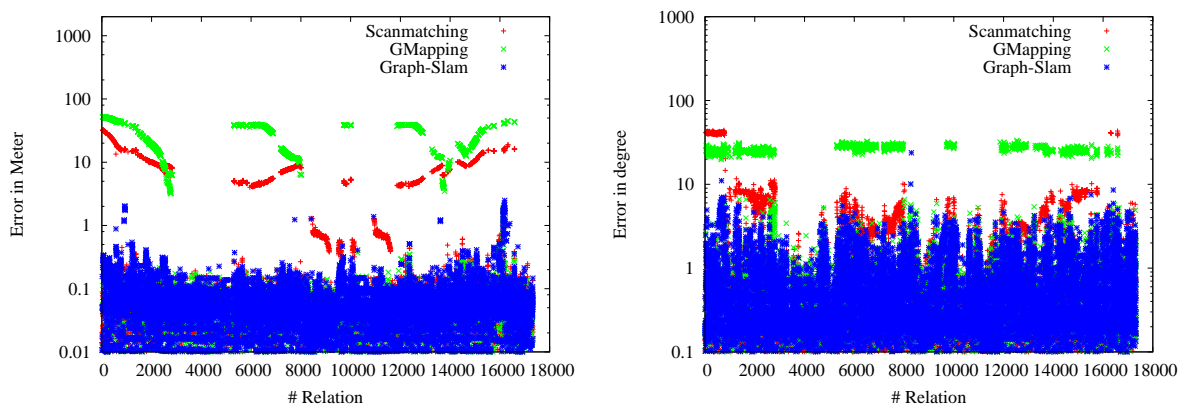 1000
100
10
1
0.1
0.01
Error in Meter
0 2000 4000 6000 8000 10000 12000 14000 16000 18000
# Relation
Scanmatching
GMapping
Graph-Slam
1000
100
10
1
0.1
Error in degree
0 2000 4000 6000 8000 10000 12000 14000 16000 18000
# Relation
Scanmatching
GMapping
Graph-Slam